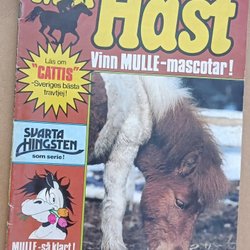 Häst
Vinn MULLE-mascotar!
Läs om
"CATTIS"
-Sveriges bästa
travtjej!
SVARTA
HINGSTEN
som serie!
MULLE-så klart!